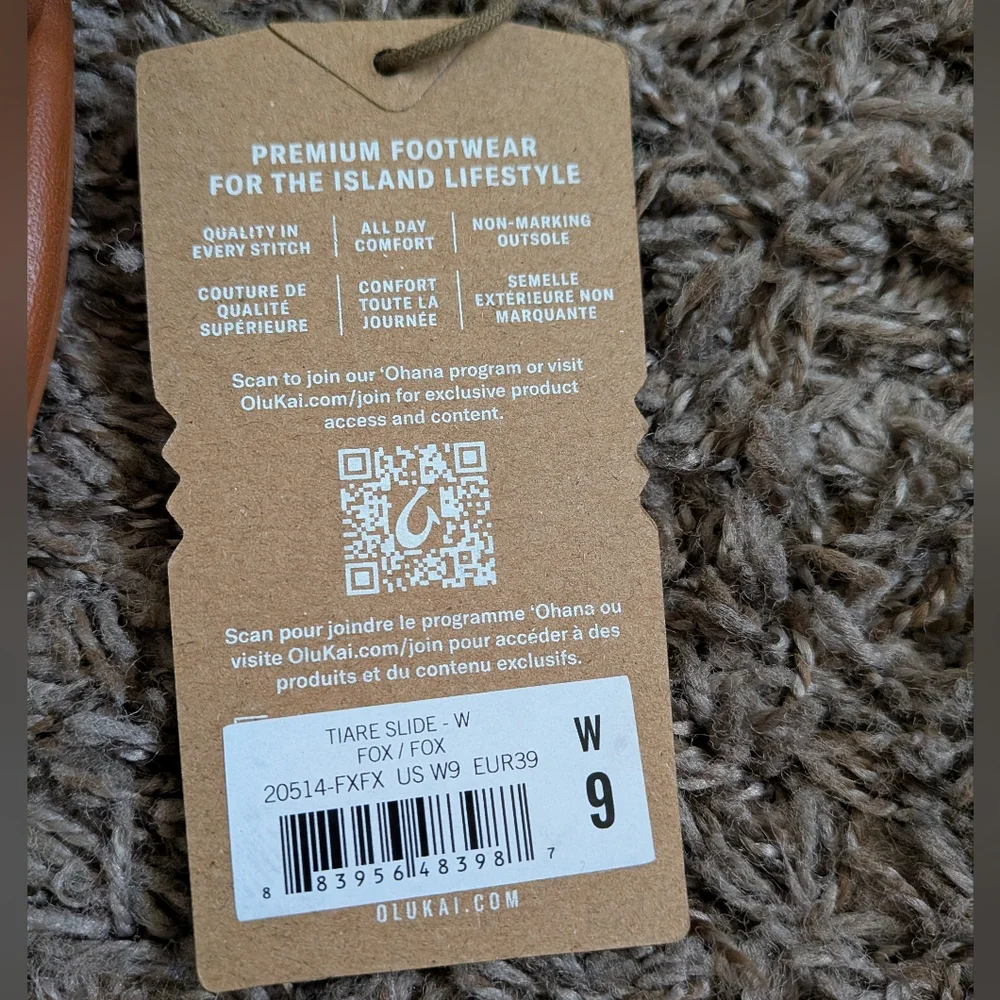 PREMIUM FOOTWEAR
FOR THE ISLAND LIFESTYLE
QUALITY IN
EVERY STITCH
ALL DAY
COMFORT
NON-MARKING
OUTSOLE
COUTURE DE
QUALITÉ
SUPÉRIEURE
CONFORT
TOUTE LA
JOURNÉE
SEMELLE
EXTÉRIEURE NON
MARQUANTE
Scan to join our ‘Ohana program or visit
OluKai.com/join for exclusive product
access and content.
Scan pour joindre le programme ‘Ohana ou
visite OluKai.com/join pour accéder à des
produits et du contenu exclusifs.
TIARE SLIDE - W
FOX / FOX
20514-FXFX US W9 EUR39
W
9
8 83956 48398 7
OLUKAI.COM